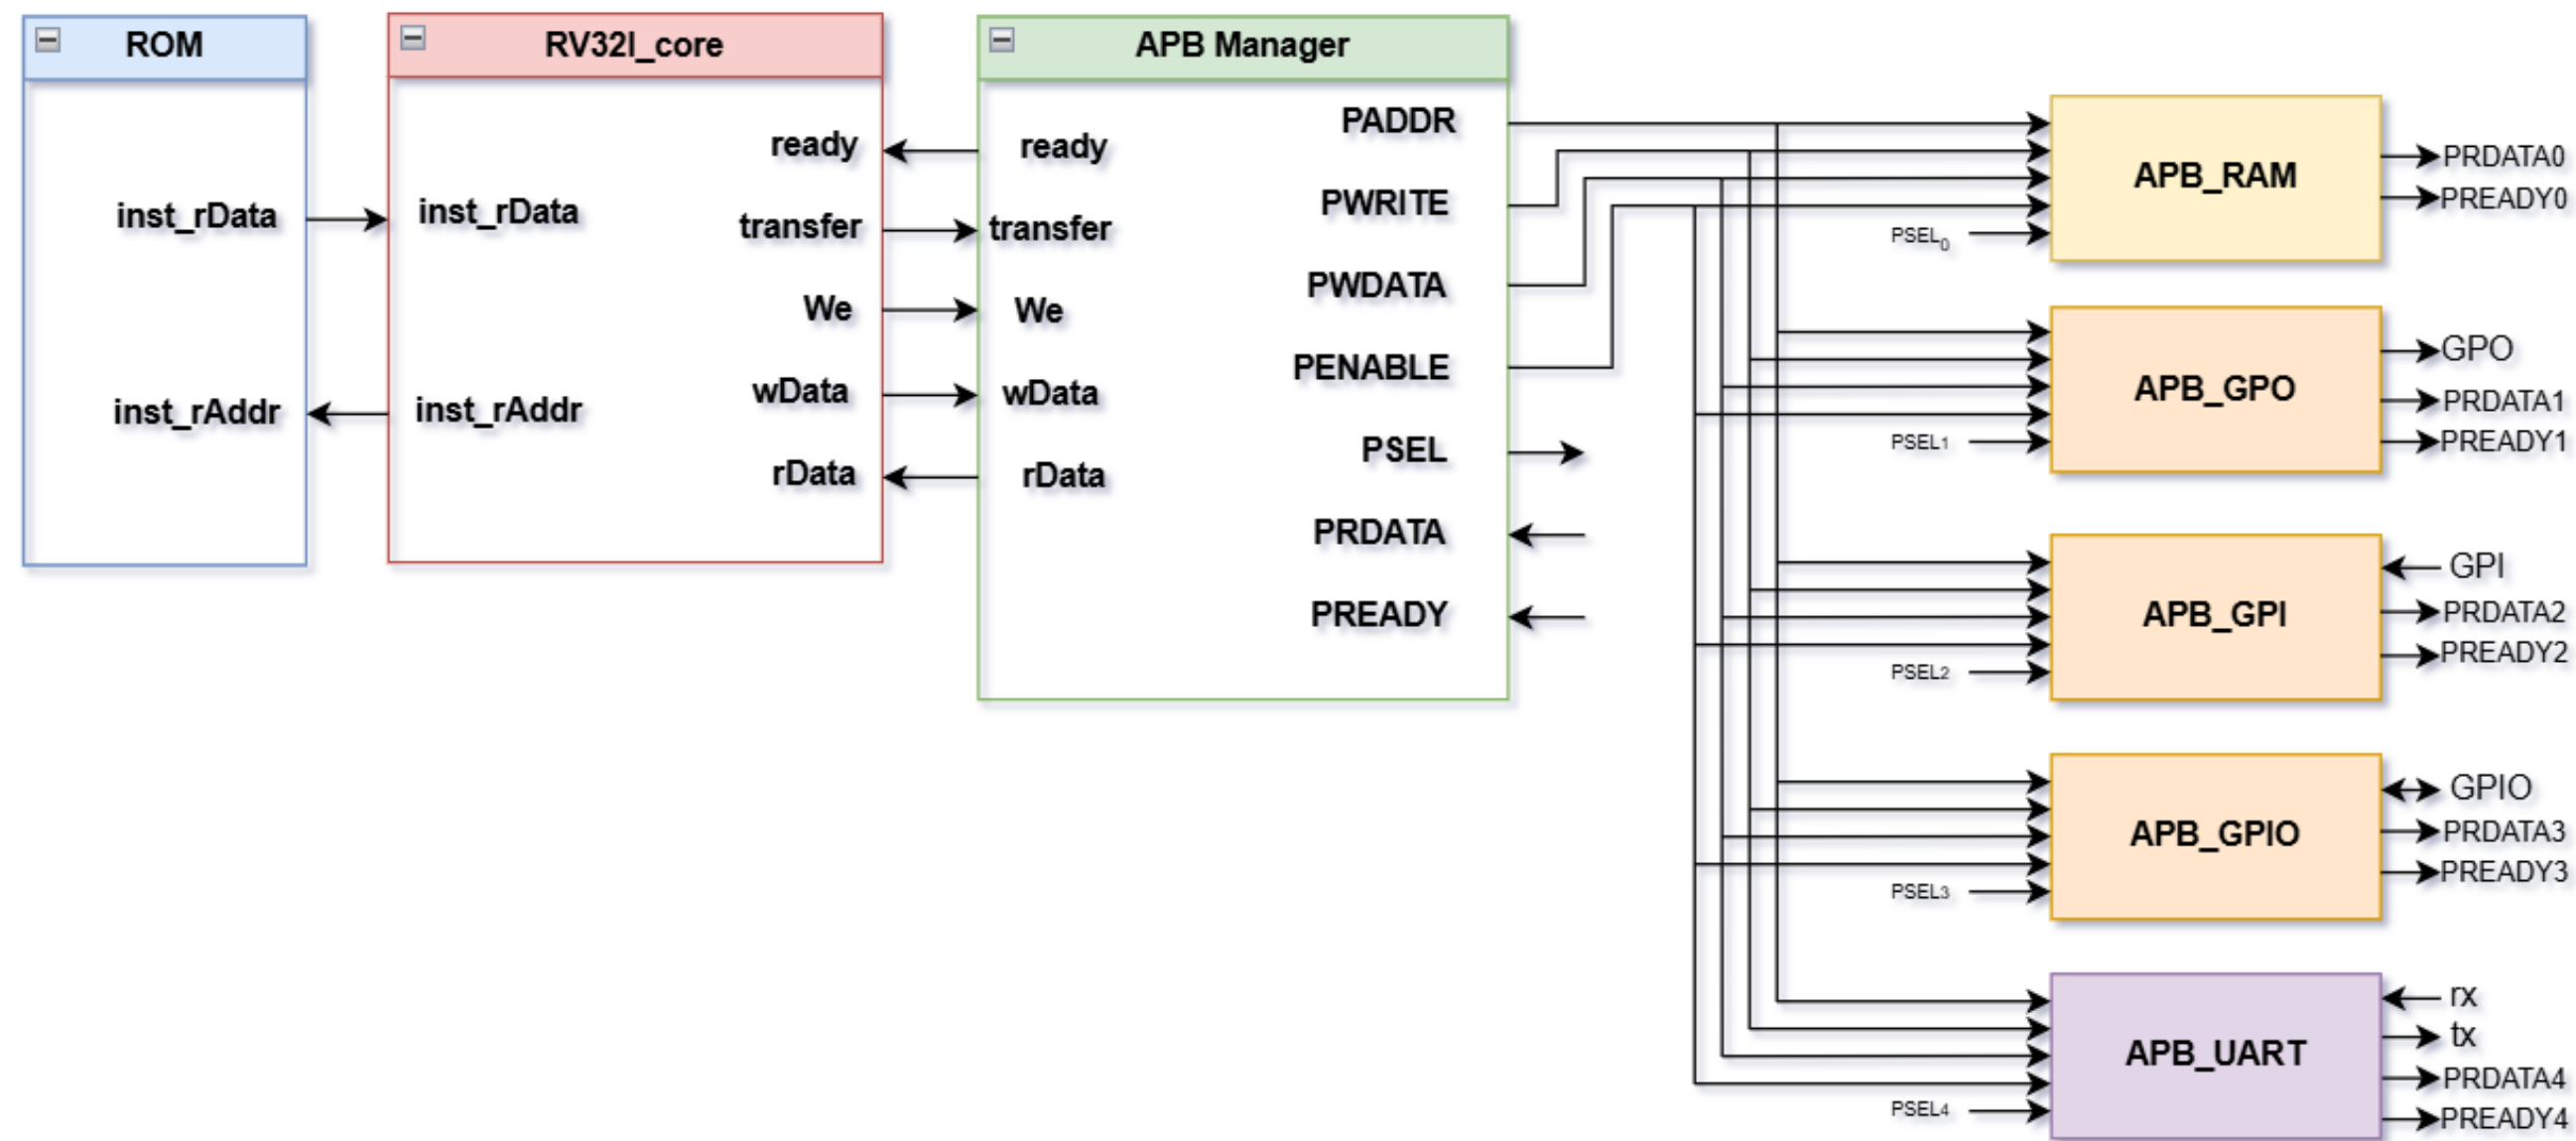 ROM
inst_rData
inst_rAddr
RV32I_core
inst_rData
inst_rAddr
ready
transfer
We
wData
rData
APB Manager
ready
transfer
We
wData
rData
PADDR
PWRITE
PWDATA
PENABLE
PSEL
PRDATA
PREADY
PSEL0
APB_RAM
PRDATA0
PREADY0
PSEL1
APB_GPO
GPO
PRDATA1
PREADY1
PSEL2
APB_GPI
GPI
PRDATA2
PREADY2
PSEL3
APB_GPIO
GPIO
PRDATA3
PREADY3
PSEL4
APB_UART
rx
tx
PRDATA4
PREADY4